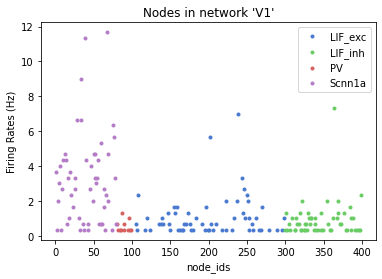 Nodes in network 'V1'
LIF_exc
LIF_inh
PV
Scnn1a
Firing Rates (Hz)
12
10
8
6
4
2
0
0
50
100
150
200
250
300
350
400
node_ids